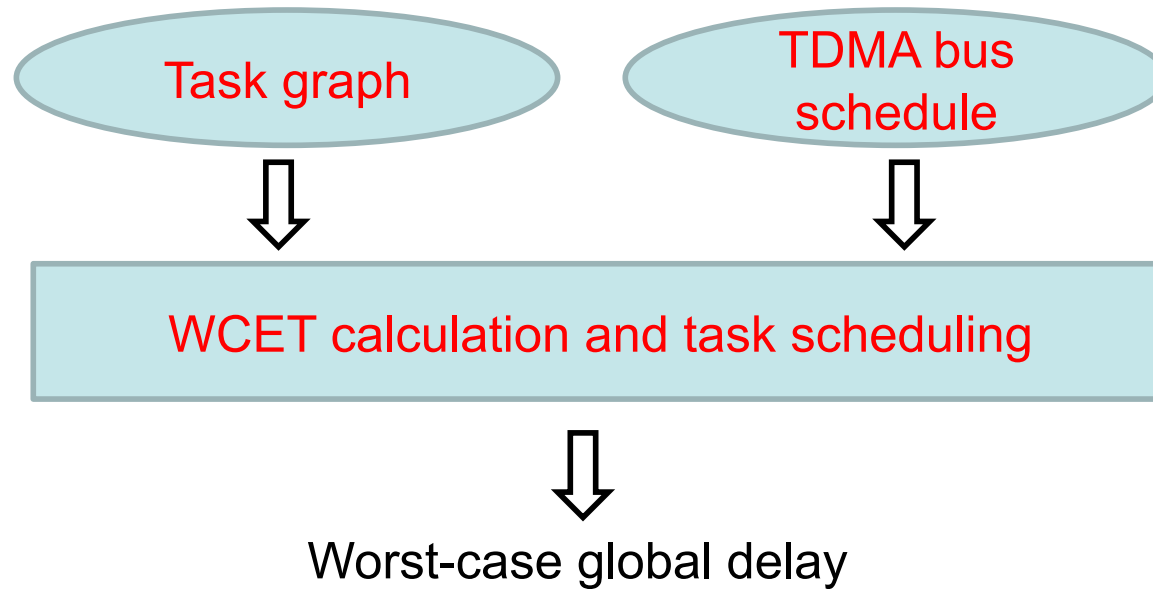 Task graph
TDMA bus
schedule
WCET calculation and task scheduling
Worst-case global delay